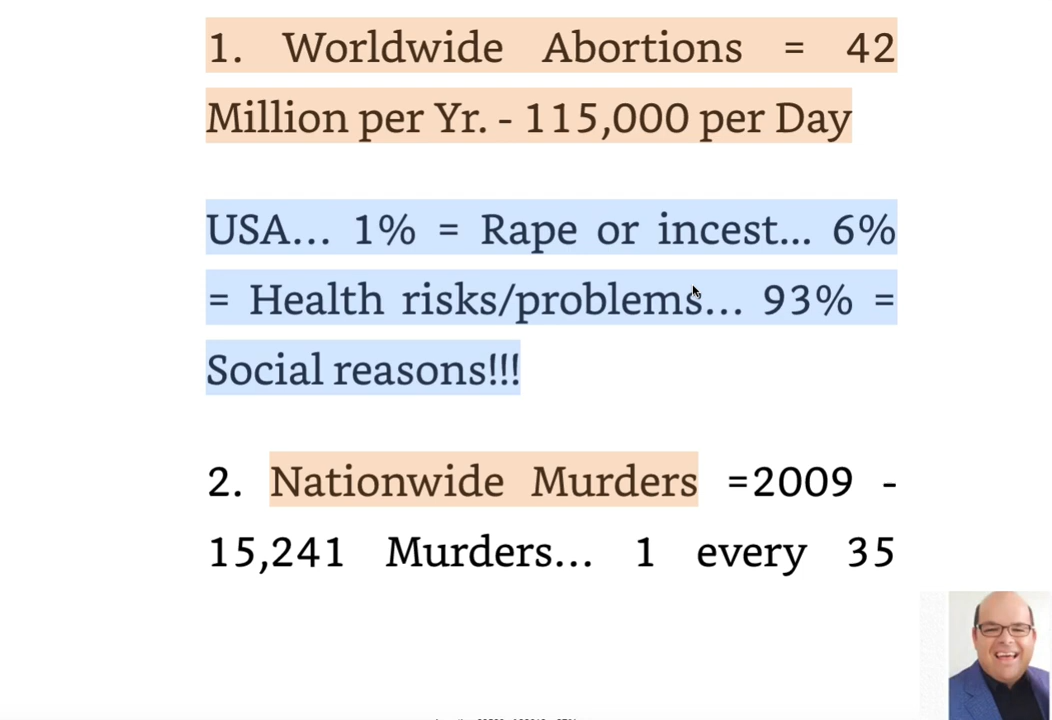 1. Worldwide Abortions = 42
Million per Yr. - 115,000 per Day
USA... 1% = Rape or incest... 6%
= Health risks/problems... 93% =
Social reasons!!!
2. Nationwide Murders =2009 -
15,241 Murders... 1 every 35